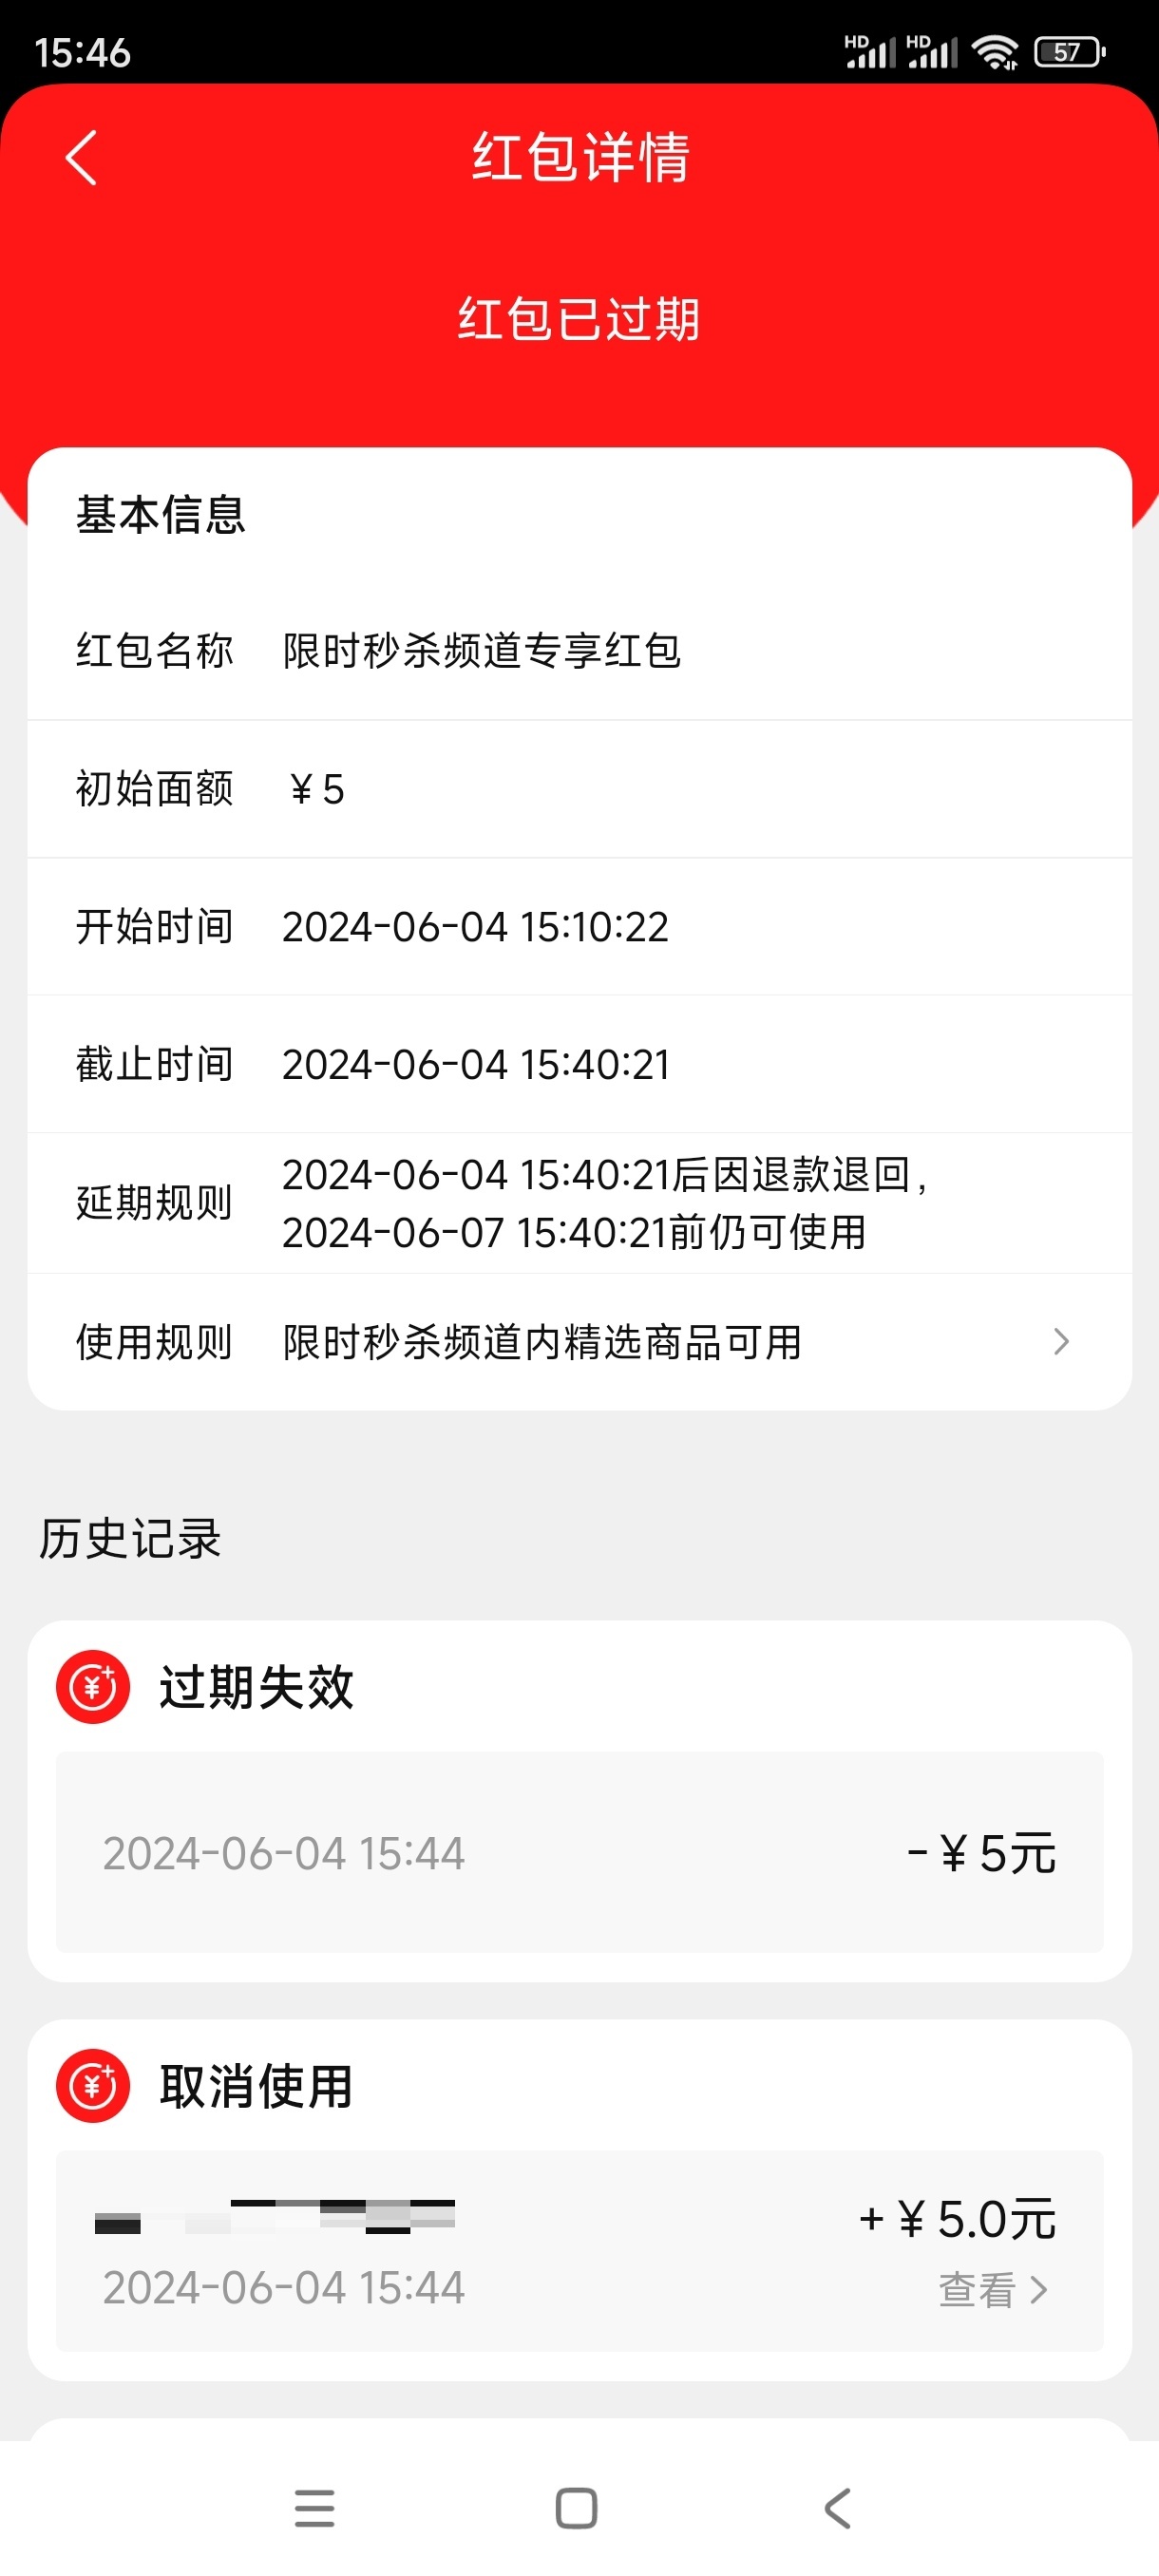 15:46
HD HD 57
红包详情
红包已过期
基本信息
红包名称 限时秒杀频道专享红包
初始面额 ￥5
开始时间 2024-06-04 15:10:22
截止时间 2024-06-04 15:40:21
延期规则 2024-06-04 15:40:21后因退款退回，
2024-06-07 15:40:21前仍可使用
使用规则 限时秒杀频道内精选商品可用
历史记录
过期失效
2024-06-04 15:44 -￥5元
取消使用
+￥5.0元
2024-06-04 15:44 查看